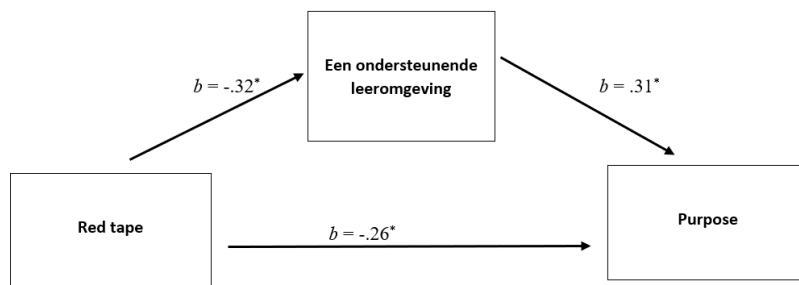 Een ondersteunende
leeromgeving
b = -.32*
b = .31*
Red tape
Purpose
b = -.26*